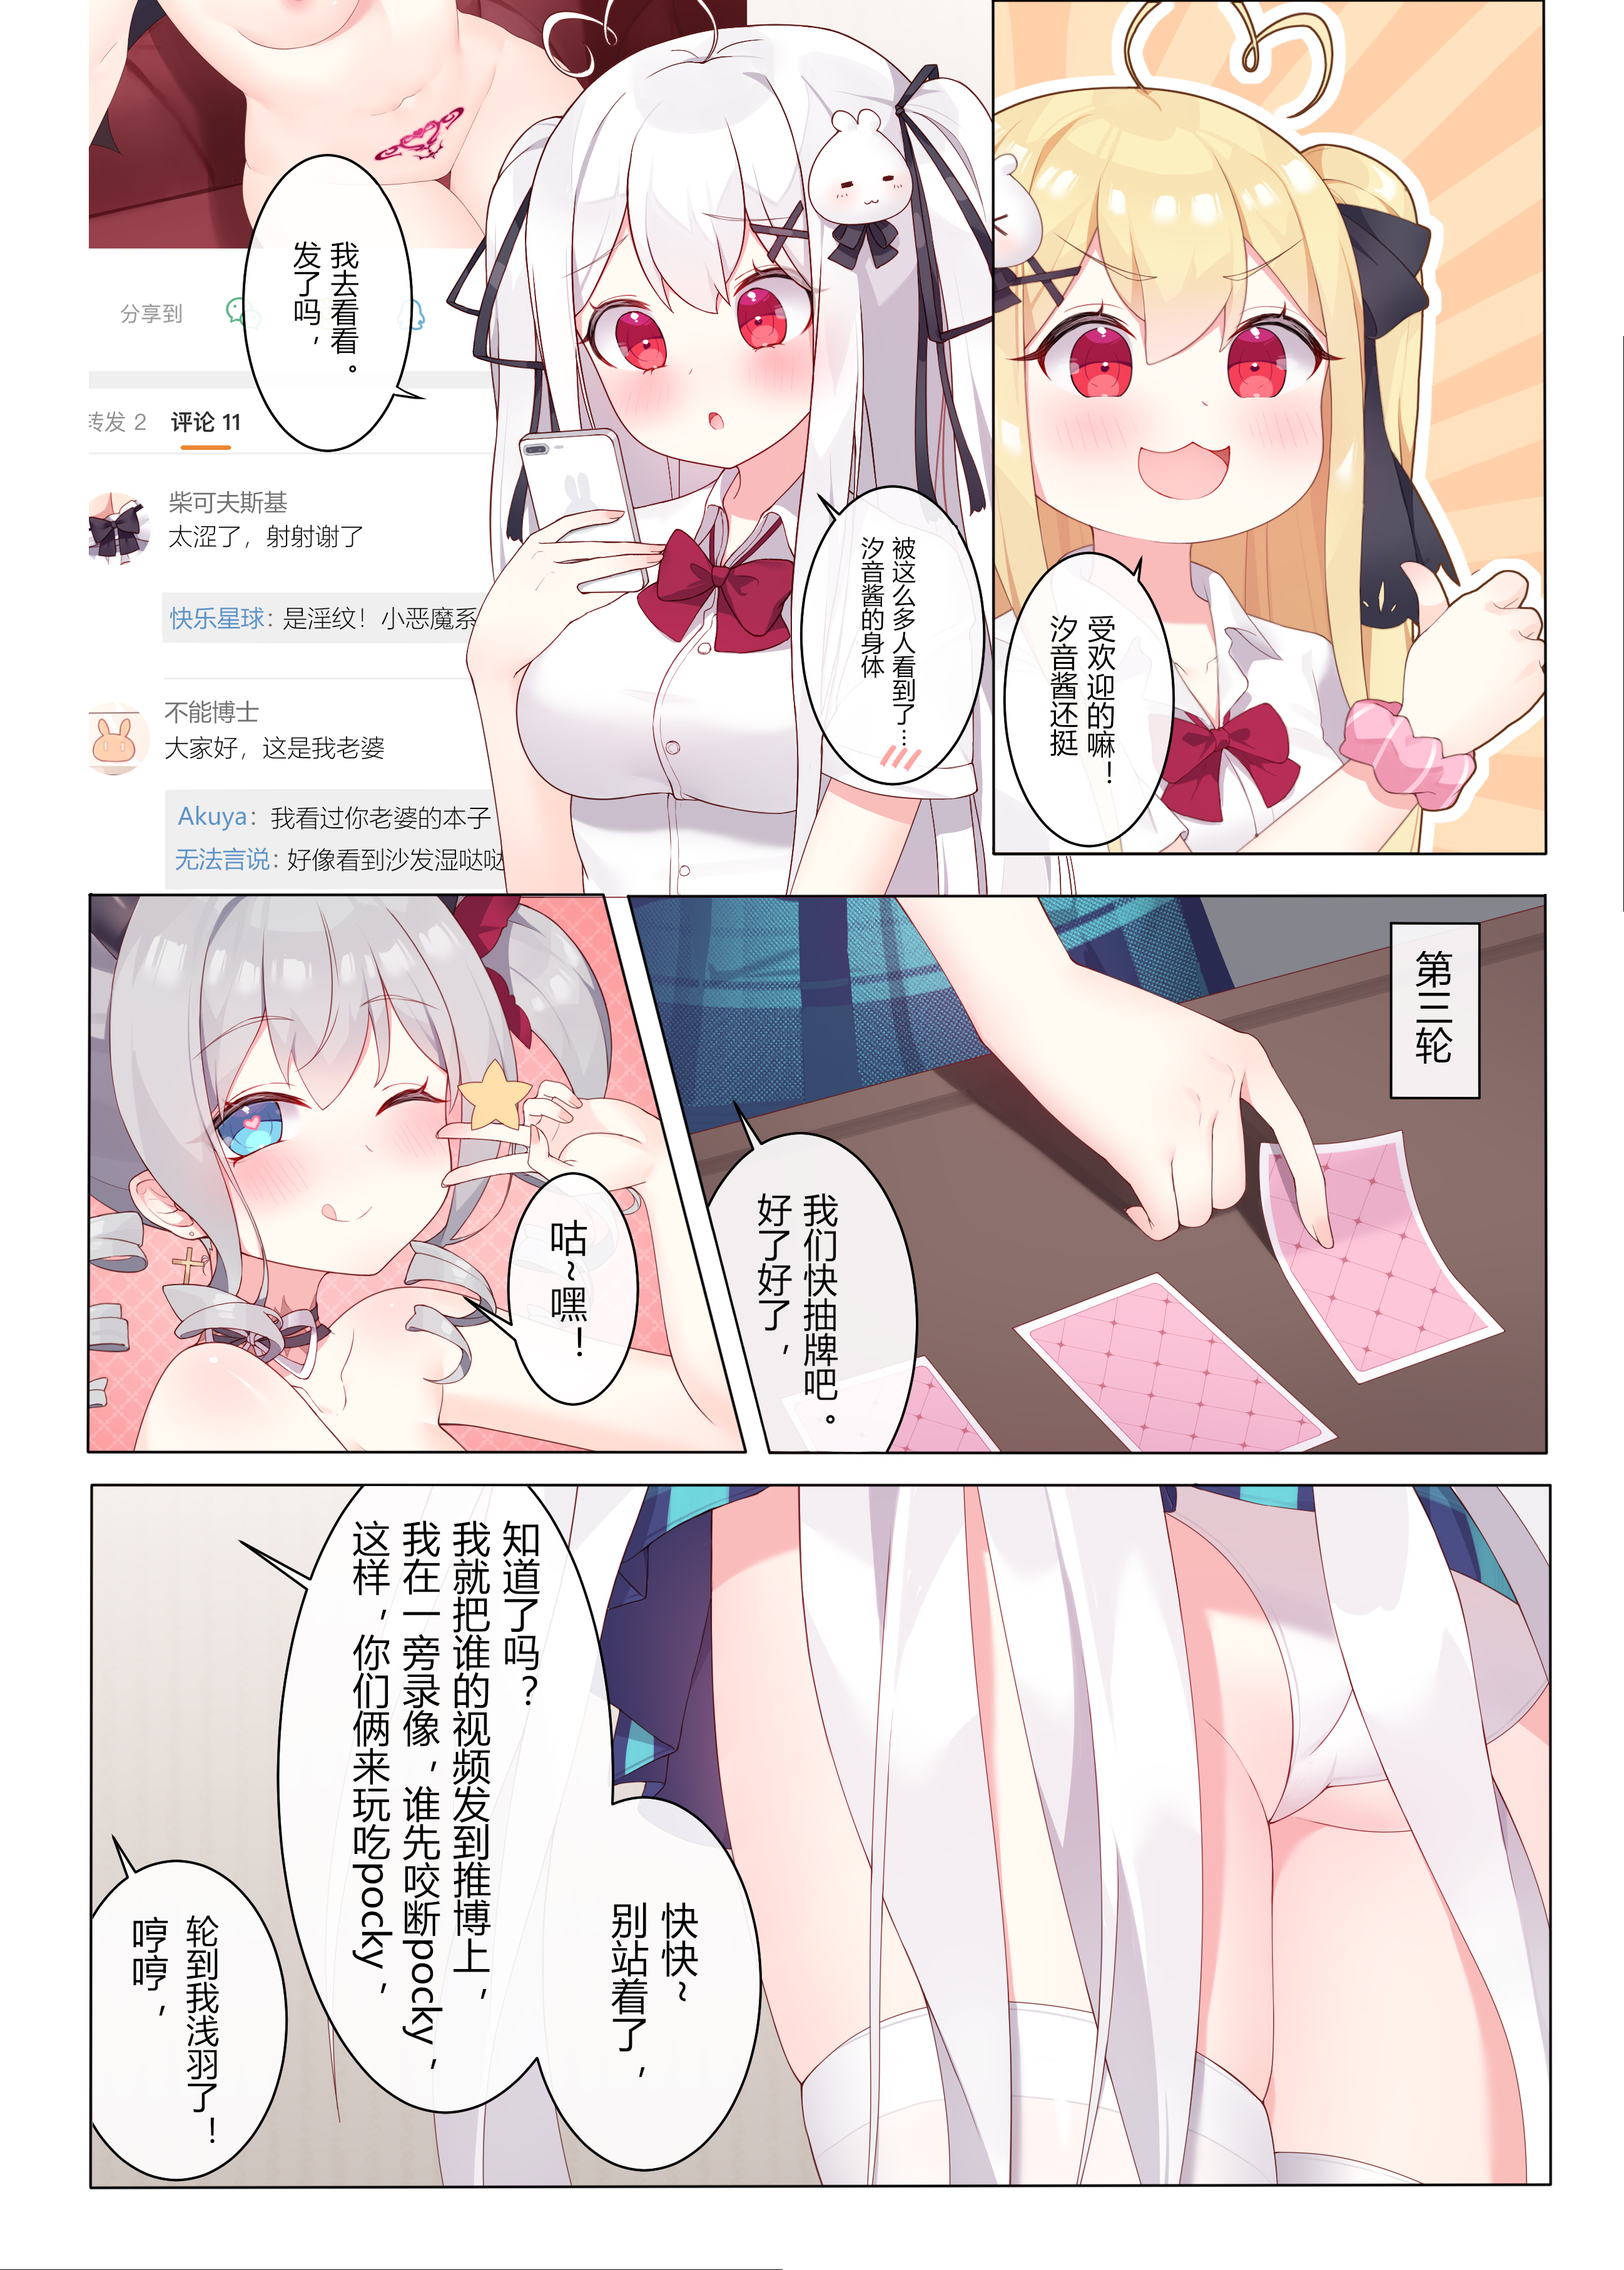 发了吗，
我去看看。
分享到
转发 2
评论 11
柴可夫斯基
太涩了，射射谢了
快乐星球：是淫纹！小恶魔系
不能博士
大家好，这是我老婆
Akuya：我看过你老婆的本子
无法言说：好像看到沙发湿哒哒
汐音酱的身体
被这么多人看到了…
汐音酱还挺
受欢迎的嘛！
咕~嘿！
第三轮
好了好了，
我们快抽牌吧。
哼哼，
轮到我浅羽了！
这样，你们俩来玩吃pocky，
我在一旁录像，谁先咬断pocky，
我就把谁的视频发到推博上，
知道了吗？
别站着了，
快快~